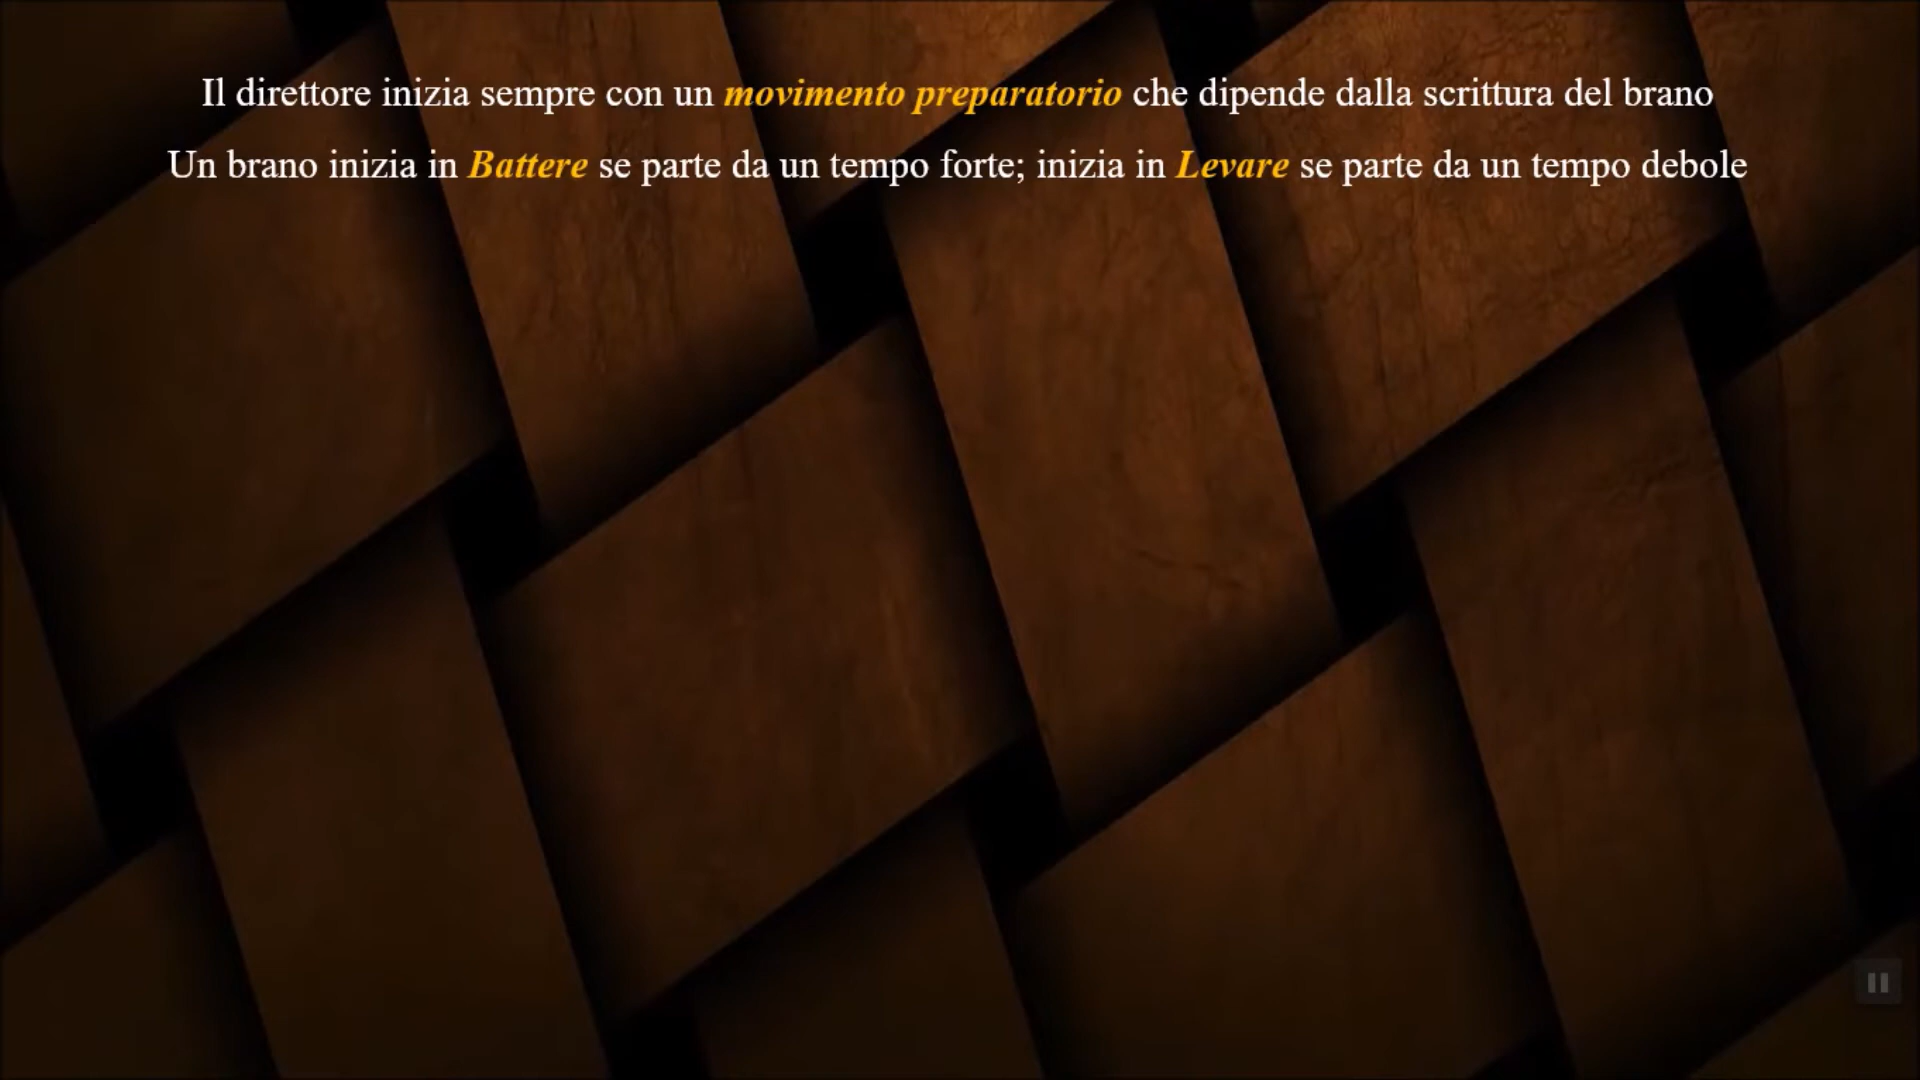 Il direttore inizia sempre con un movimento preparatorio che dipende dalla scrittura del brano
Un brano inizia in Battere se parte da un tempo forte; inizia in Levare se parte da un tempo debole